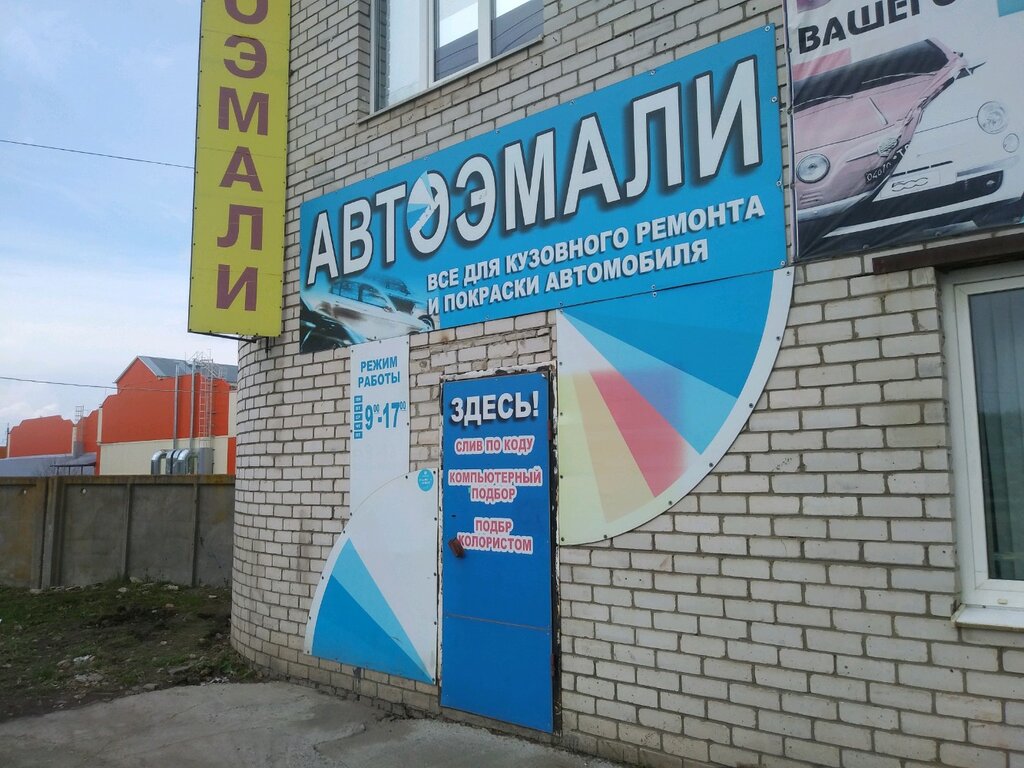 ОЭМАЛИ
АВТОЭМАЛИ
ВСЕ ДЛЯ КУЗОВНОГО РЕМОНТА
И ПОКРАСКИ АВТОМОБИЛЯ
ВАШЕГО
РЕЖИМ
РАБОТЫ
9⁰⁰-17⁰⁰
ЗДЕСЬ!
СЛИВ ПО КОДУ
КОМПЬЮТЕРНЫЙ
ПОДБОР
ПОДБР
КОЛОРИСТОМ